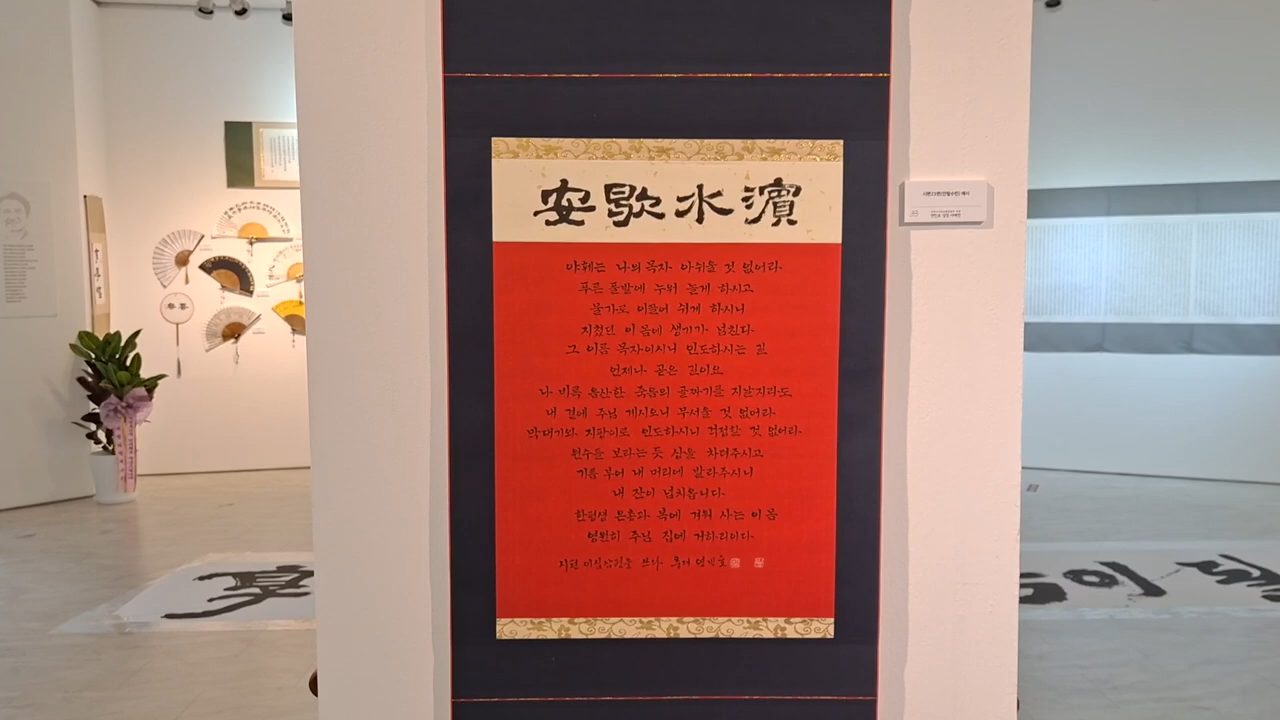 安歇水濱
야훼는 나의 목자 아쉬울 것 없어라
푸른 풀밭에 누워 놀게 하시고
물가로 이끌어 쉬게 하시니
지쳤던 이 몸에 생기가 넘친다
그 이름 목자이시니 인도하시는 길
언제나 곧은 길이요
나 비록 음산한 죽음의 골짜기를 지날지라도
내 곁에 주님 계시오니 무서울 것 없어라
막대기와 지팡이로 인도하시니 걱정할 것 없어라
원수들 보라는 듯 상을 차려주시고
기름 부어 내 머리에 발라주시니
내 잔이 넘치옵니다
한평생 은총과 복에 겨워 사는 이 몸
영원히 주님 집에 거하리이다
시편 이십삼편을 쓰다